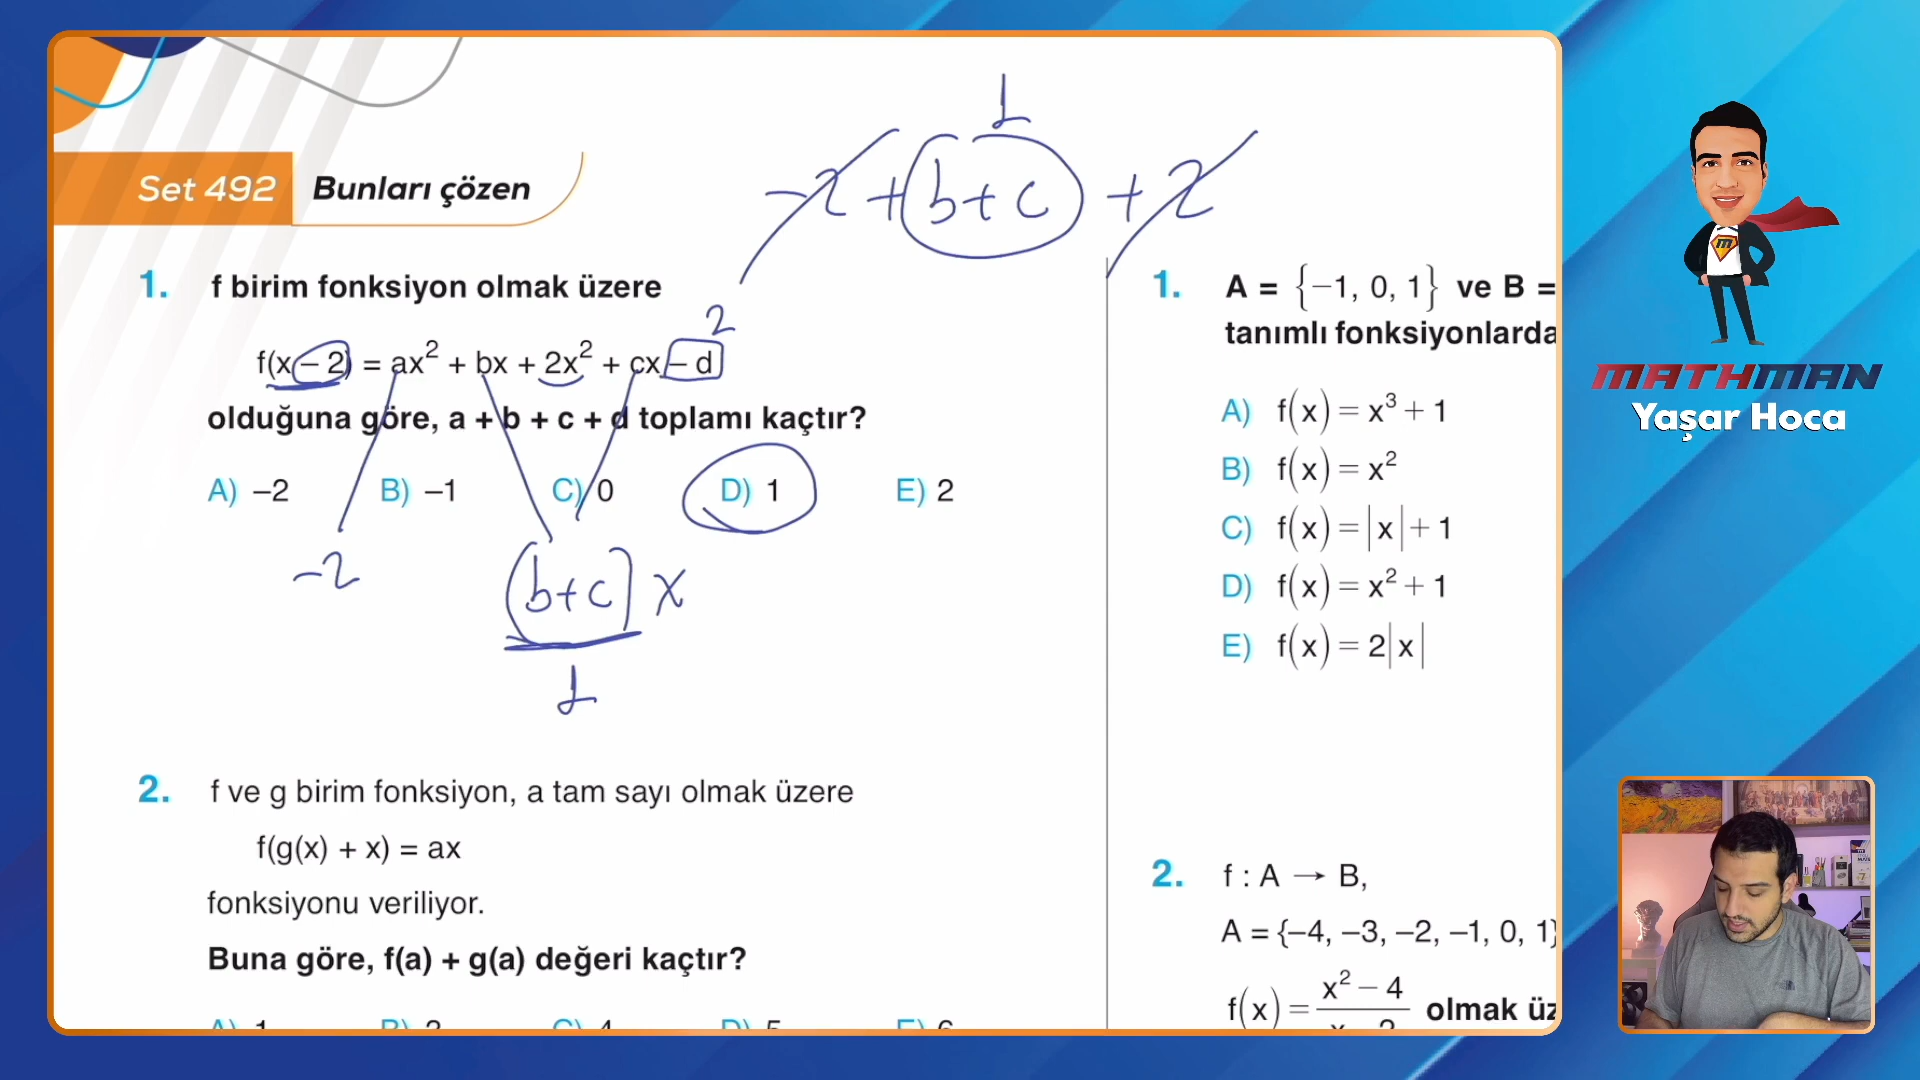 1
-2 + (b+c) + 2
Set 492 Bunları çözen
1. f birim fonksiyon olmak üzere
2
f(x – 2) = ax² + bx + 2x² + cx – d
olduğuna göre, a + b + c + d toplamı kaçtır?
A) –2 B) –1 C) 0 D) 1 E) 2
-2
(b+c) x
1
2. f ve g birim fonksiyon, a tam sayı olmak üzere
f(g(x) + x) = ax
fonksiyonu veriliyor.
Buna göre, f(a) + g(a) değeri kaçtır?
1. A = {−1, 0, 1} ve B =
tanımlı fonksiyonlarda
A) f(x) = x³ + 1
B) f(x) = x²
C) f(x) = |x| + 1
D) f(x) = x² + 1
E) f(x) = 2|x|
2. f : A → B,
A = {–4, –3, –2, –1, 0, 1}
f(x) = x² – 4 olmak üz
m
MATHMAN
Yaşar Hoca